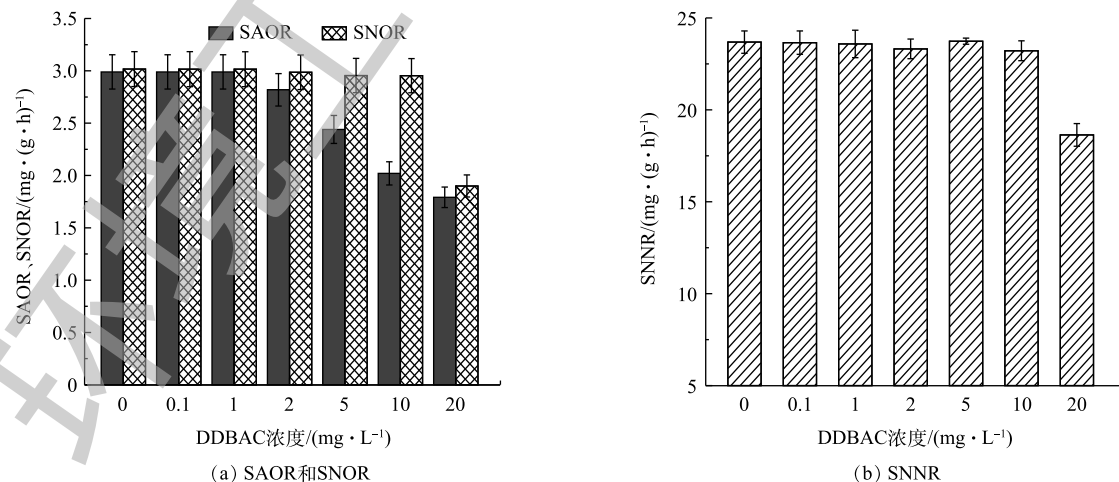 SAOR SNOR
SAOR、SNOR/(mg·(g·h)⁻¹)
3.5
3.0
2.5
2.0
1.5
1.0
0.5
0
0 0.1 1 2 5 10 20
DDBAC浓度/(mg·L⁻¹)
(a) SAOR和SNOR
SNNR/(mg·(g·h)⁻¹)
25
20
15
10
5
0 0.1 1 2 5 10 20
DDBAC浓度/(mg·L⁻¹)
(b) SNNR
环境工